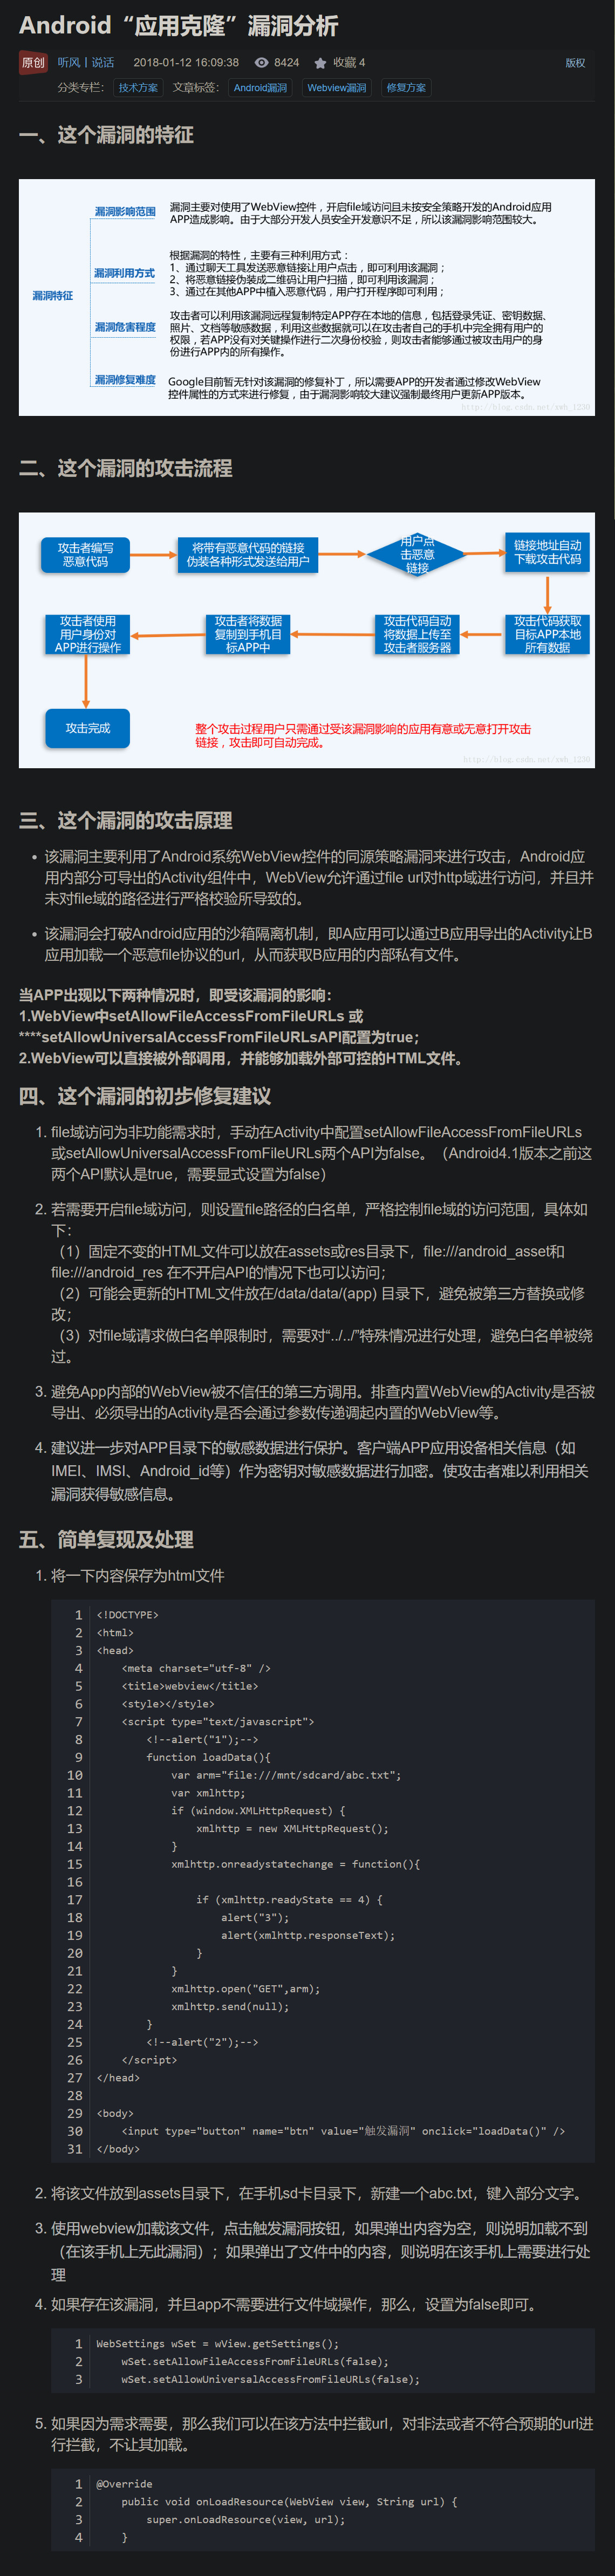 Android“应用克隆”漏洞分析
原创 听风丨说话 2018-01-12 16:09:38 8424 收藏 4 版权
分类专栏： 技术方案 文章标签： Android漏洞 Webview漏洞 修复方案
一、这个漏洞的特征
漏洞特征
漏洞影响范围
漏洞主要对使用了WebView控件，开启file域访问且未按安全策略开发的Android应用
APP造成影响。由于大部分开发人员安全开发意识不足，所以该漏洞影响范围较大。
漏洞利用方式
根据漏洞的特性，主要有三种利用方式：
1、通过聊天工具发送恶意链接让用户点击，即可利用该漏洞；
2、将恶意链接伪装成二维码让用户扫描，即可利用该漏洞；
3、通过在其他APP中植入恶意代码，用户打开程序即可利用；
漏洞危害程度
攻击者可以利用该漏洞远程复制特定APP存在本地的信息，包括登录凭证、密钥数据、
照片、文档等敏感数据，利用这些数据就可以在攻击者自己的手机中完全拥有用户的
权限，若APP没有对关键操作进行二次身份校验，则攻击者能够通过被攻击用户的身
份进行APP内的所有操作。
漏洞修复难度
Google目前暂无针对该漏洞的修复补丁，所以需要APP的开发者通过修改WebView
控件属性的方式来进行修复，由于漏洞影响较大建议强制最终用户更新APP版本。
二、这个漏洞的攻击流程
攻击者编写
恶意代码
将带有恶意代码的链接
伪装各种形式发送给用户
用户点
击恶意
链接
链接地址自动
下载攻击代码
攻击代码获取
目标APP本地
所有数据
攻击代码自动
将数据上传至
攻击者服务器
攻击者将数据
复制到手机目
标APP中
攻击者使用
用户身份对
APP进行操作
攻击完成
整个攻击过程用户只需通过受该漏洞影响的应用有意或无意打开攻击
链接，攻击即可自动完成。
三、这个漏洞的攻击原理
• 该漏洞主要利用了Android系统WebView控件的同源策略漏洞来进行攻击，Android应
用内部分可导出的Activity组件中，WebView允许通过file url对http域进行访问，并且并
未对file域的路径进行严格校验所导致的。
• 该漏洞会打破Android应用的沙箱隔离机制，即A应用可以通过B应用导出的Activity让B
应用加载一个恶意file协议的url，从而获取B应用的内部私有文件。
当APP出现以下两种情况时，即受该漏洞的影响：
1.WebView中setAllowFileAccessFromFileURLs 或
****setAllowUniversalAccessFromFileURLsAPI配置为true；
2.WebView可以直接被外部调用，并能够加载外部可控的HTML文件。
四、这个漏洞的初步修复建议
1. file域访问为非功能需求时，手动在Activity中配置setAllowFileAccessFromFileURLs
或setAllowUniversalAccessFromFileURLs两个API为false。（Android4.1版本之前这
两个API默认是true，需要显式设置为false）
2. 若需要开启file域访问，则设置file路径的白名单，严格控制file域的访问范围，具体如
下：
（1）固定不变的HTML文件可以放在assets或res目录下，file:///android_asset和
file:///android_res 在不开启API的情况下也可以访问；
（2）可能会更新的HTML文件放在/data/data/(app) 目录下，避免被第三方替换或修
改；
（3）对file域请求做白名单限制时，需要对“../../”特殊情况进行处理，避免白名单被绕
过。
3. 避免App内部的WebView被不信任的第三方调用。排查内置WebView的Activity是否被
导出、必须导出的Activity是否会通过参数传递调起内置的WebView等。
4. 建议进一步对APP目录下的敏感数据进行保护。客户端APP应用设备相关信息（如
IMEI、IMSI、Android_id等）作为密钥对敏感数据进行加密。使攻击者难以利用相关
漏洞获得敏感信息。
五、简单复现及处理
1. 将一下内容保存为html文件
1 <!DOCTYPE>
2 <html>
3 <head>
4 <meta charset="utf-8" />
5 <title>webview</title>
6 <style></style>
7 <script type="text/javascript">
8 <!--alert("1");-->
9 function loadData(){
10 var arm="file:///mnt/sdcard/abc.txt";
11 var xmlhttp;
12 if (window.XMLHttpRequest) {
13 xmlhttp = new XMLHttpRequest();
14 }
15 xmlhttp.onreadystatechange = function(){
16
17 if (xmlhttp.readyState == 4) {
18 alert("3");
19 alert(xmlhttp.responseText);
20 }
21 }
22 xmlhttp.open("GET",arm);
23 xmlhttp.send(null);
24 }
25 <!--alert("2");-->
26 </script>
27 </head>
28
29 <body>
30 <input type="button" name="btn" value="触发漏洞" onclick="loadData()" />
31 </body>
2. 将该文件放到assets目录下，在手机sd卡目录下，新建一个abc.txt，键入部分文字。
3. 使用webview加载该文件，点击触发漏洞按钮，如果弹出内容为空，则说明加载不到
（在该手机上无此漏洞）；如果弹出了文件中的内容，则说明在该手机上需要进行处
理
4. 如果存在该漏洞，并且app不需要进行文件域操作，那么，设置为false即可。
1 WebSettings wSet = wView.getSettings();
2 wSet.setAllowFileAccessFromFileURLs(false);
3 wSet.setAllowUniversalAccessFromFileURLs(false);
5. 如果因为需求需要，那么我们可以在该方法中拦截url，对非法或者不符合预期的url进
行拦截，不让其加载。
1 @Override
2 public void onLoadResource(WebView view, String url) {
3 super.onLoadResource(view, url);
4 }